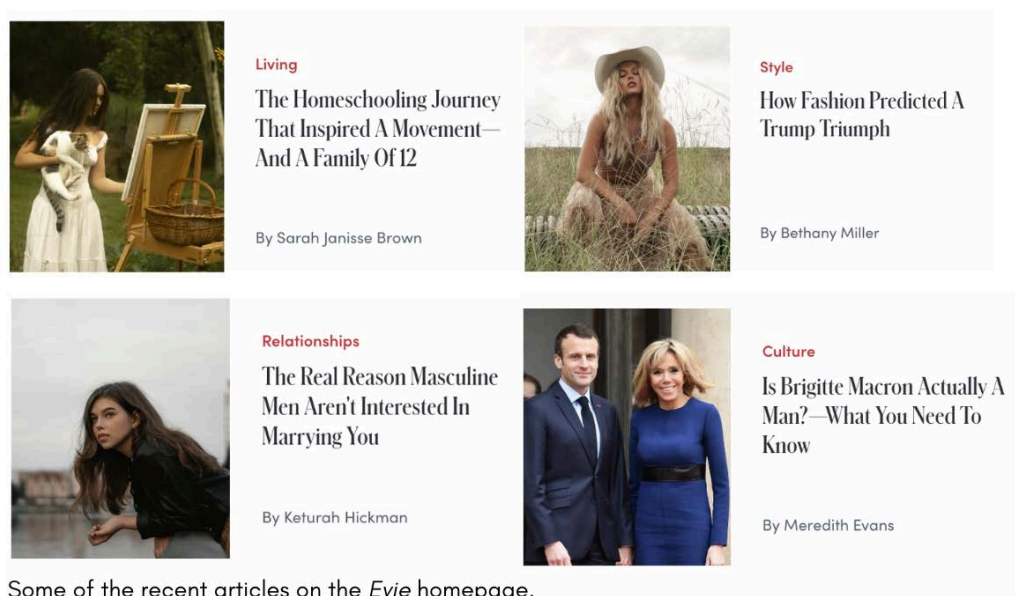 Living
The Homeschooling Journey
That Inspired A Movement—
And A Family Of 12
By Sarah Janisse Brown
Style
How Fashion Predicted A
Trump Triumph
By Bethany Miller
Relationships
The Real Reason Masculine
Men Aren't Interested In
Marrying You
By Keturah Hickman
Culture
Is Brigitte Macron Actually A
Man?—What You Need To
Know
By Meredith Evans
Some of the recent articles on the Evie homepage.